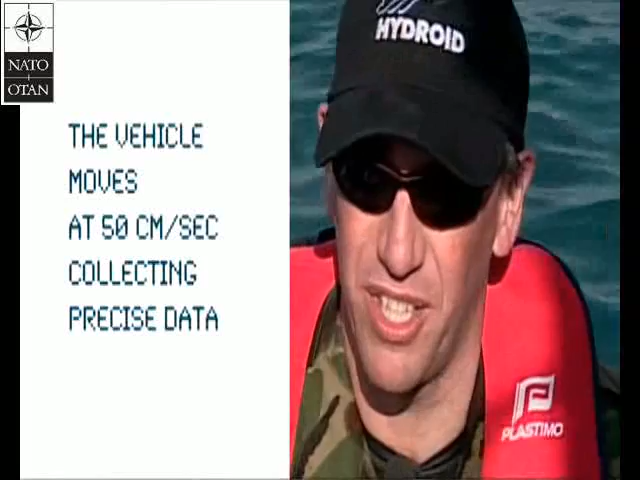 NATO
OTAN
HYDROID
THE VEHICLE
MOVES
AT 50 CM/SEC
COLLECTING
PRECISE DATA
PLASTIMO